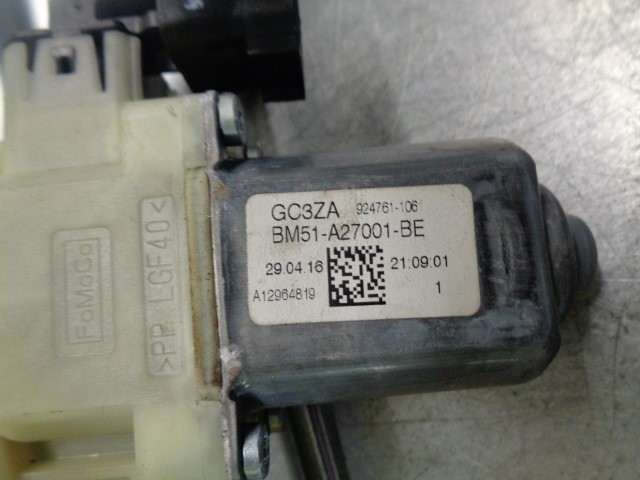 GC3ZA 924761-106
BM51-A27001-BE
29.04.16 21:09:01
A12964819 1
FoMoCo
>PP LGF40<